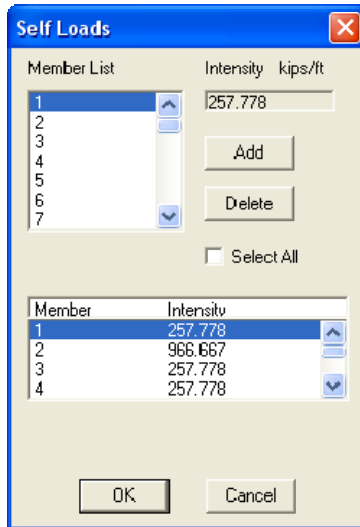 Self Loads
Member List
Intensity kips/ft
1
2
3
4
5
6
7
257.778
Add
Delete
Select All
Member Intensity
1 257.778
2 966.667
3 257.778
4 257.778
OK
Cancel